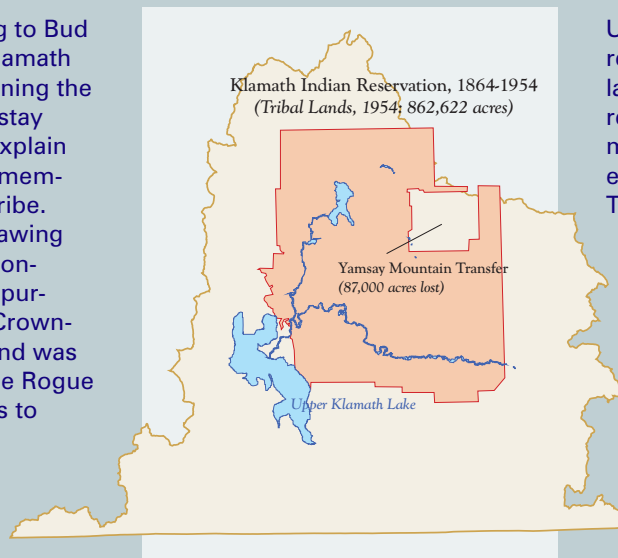 g to Bud
lamath
ning the
stay
xplain
mem-
ribe.
awing
on-
pur-
Crown-
nd was
e Rogue
s to
Klamath Indian Reservation, 1864-1954
(Tribal Lands, 1954: 862,622 acres)
Yamsay Mountain Transfer
(87,000 acres lost)
Upper Klamath Lake
U
re
la
re
m
e
T